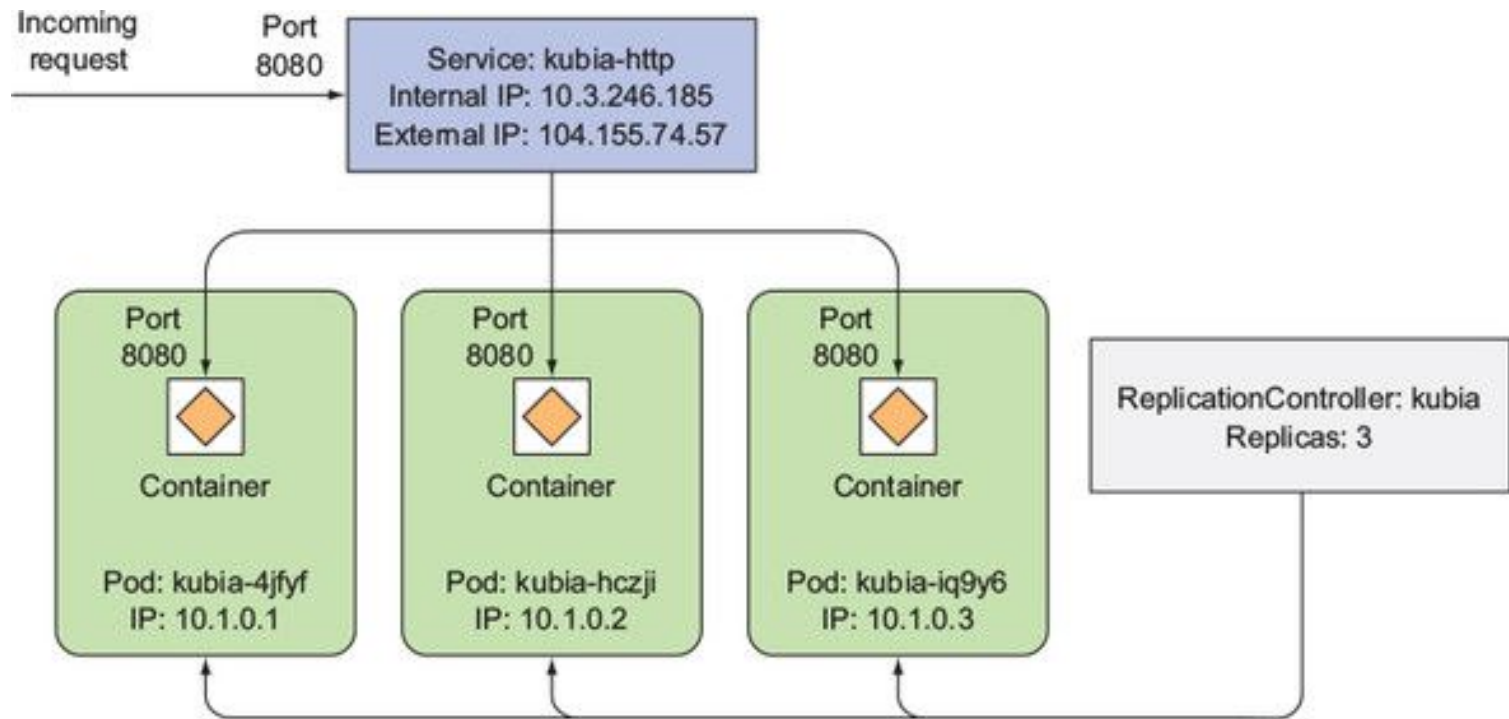 Incoming
request
Port
8080
Service: kubia-http
Internal IP: 10.3.246.185
External IP: 104.155.74.57
Port
8080
Container
Pod: kubia-4jfyf
IP: 10.1.0.1
Port
8080
Container
Pod: kubia-hczji
IP: 10.1.0.2
Port
8080
Container
Pod: kubia-iq9y6
IP: 10.1.0.3
ReplicationController: kubia
Replicas: 3